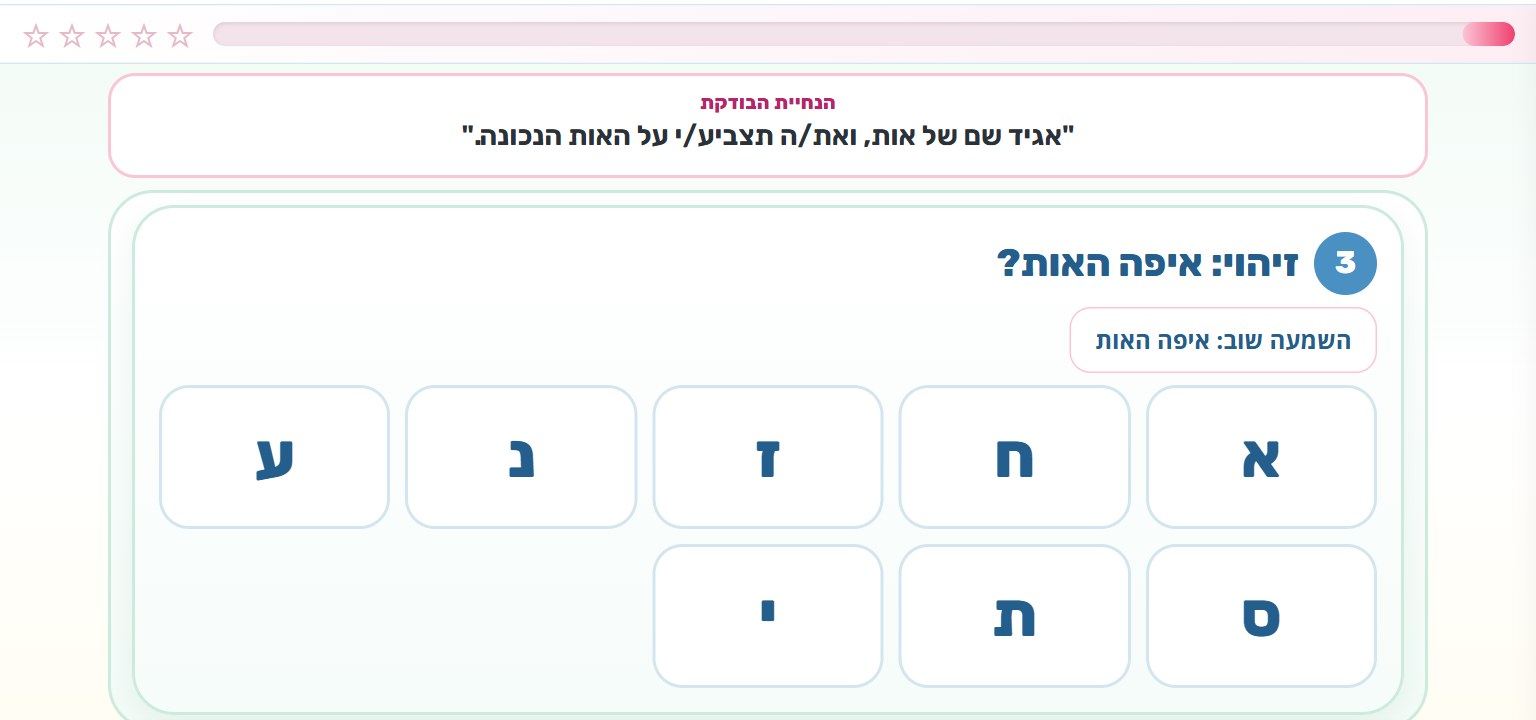 הנחיית הבודקת
"אגיד שם של אות, ואת/ה תצביע/י על האות הנכונה."
3 זיהוי: איפה האות?
השמעה שוב: איפה האות
א ח ז נ ע
ס ת י